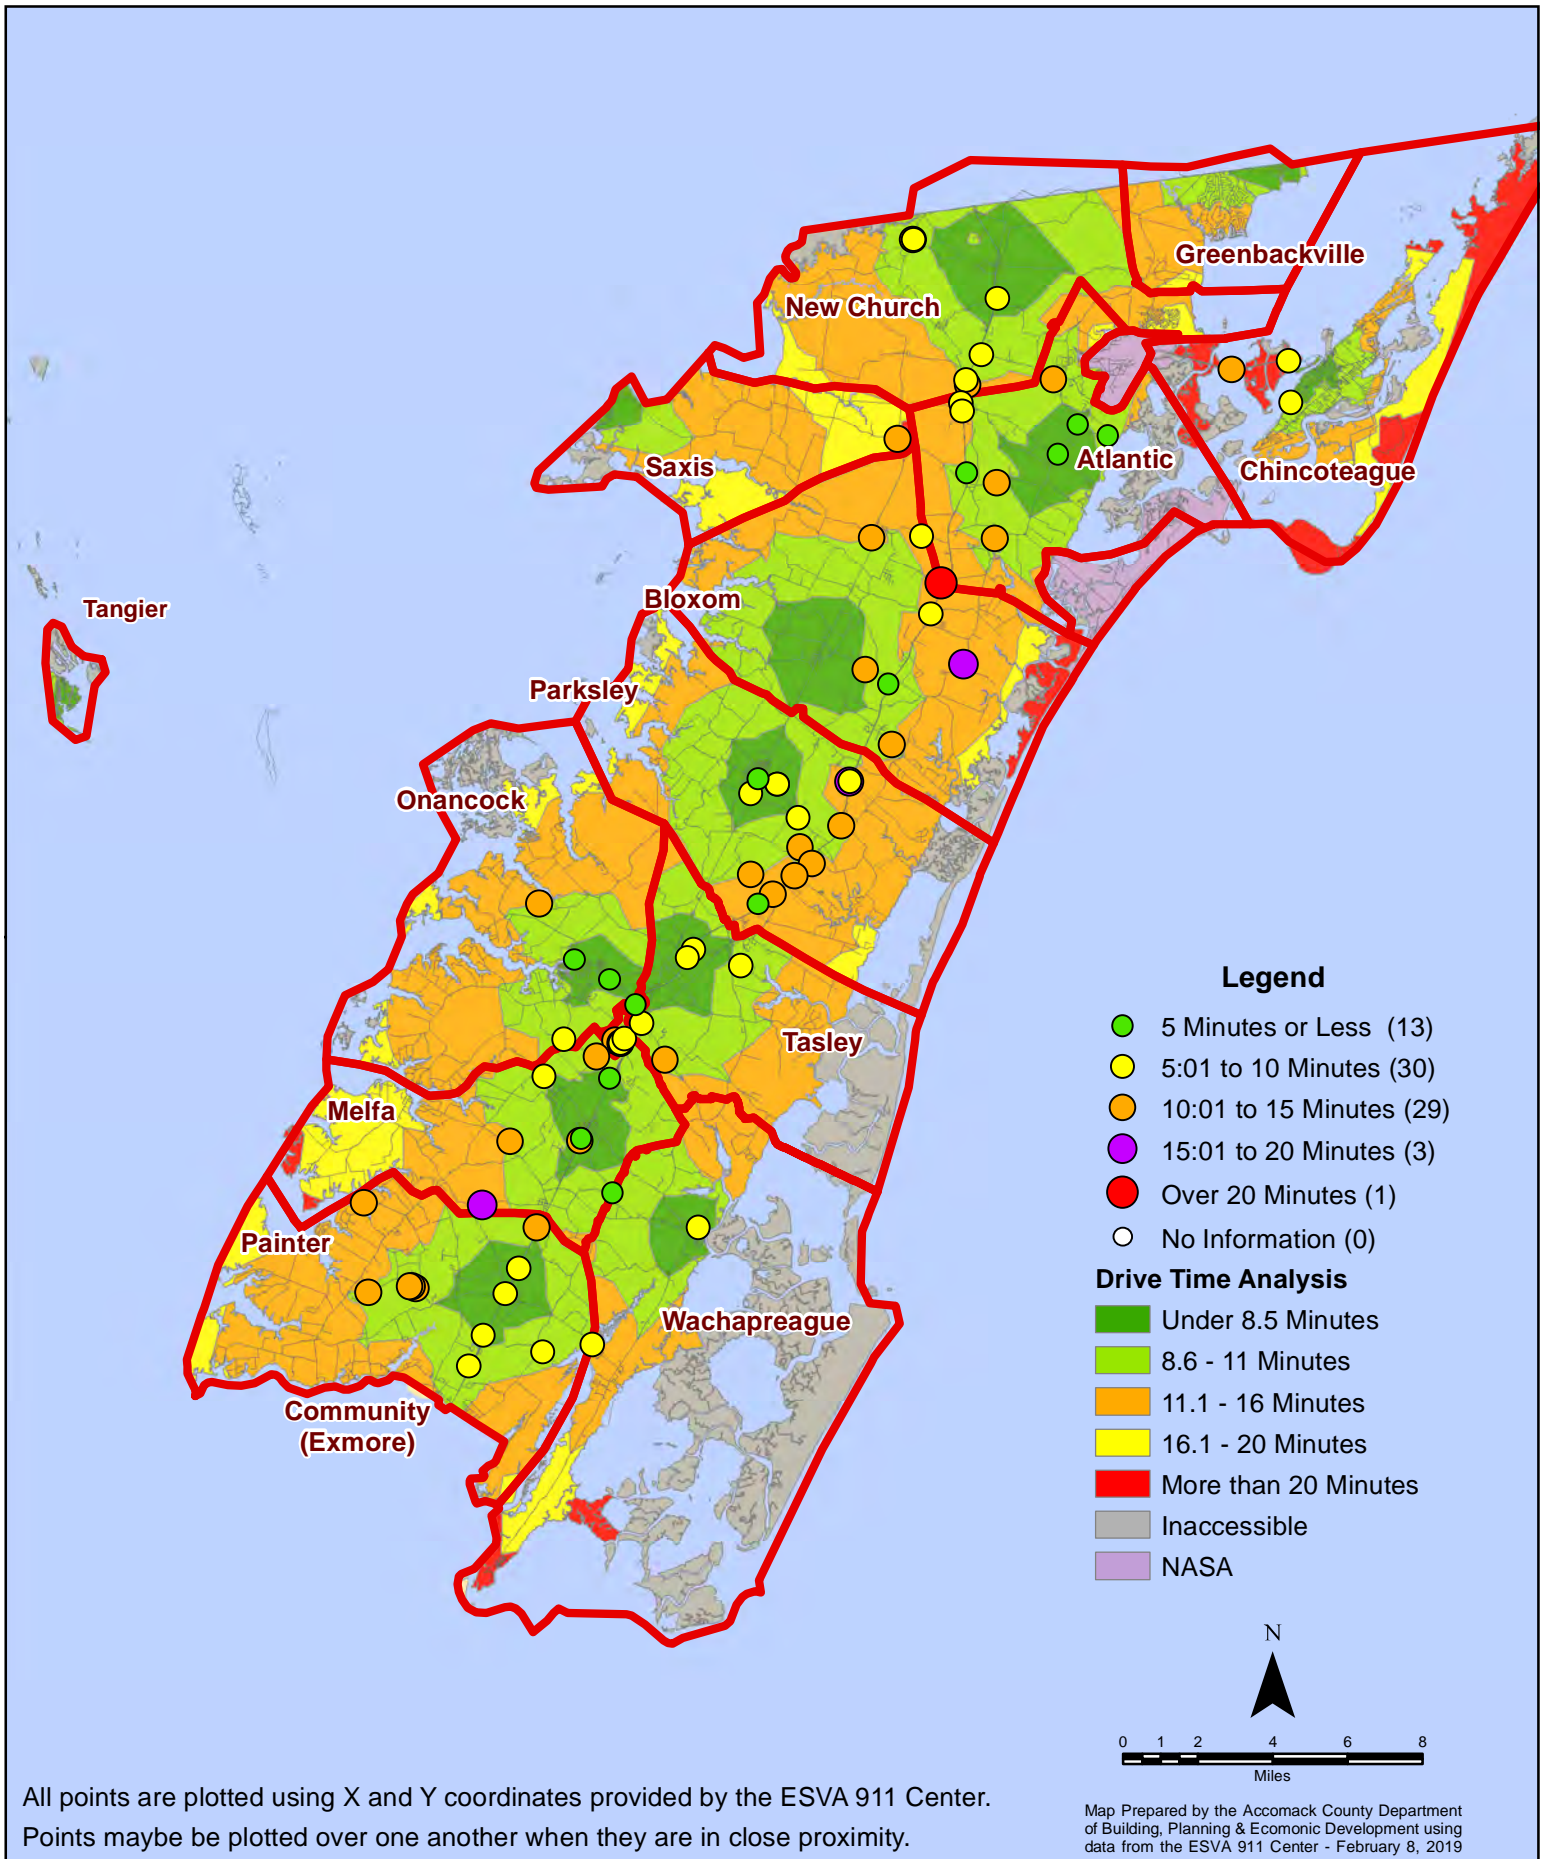 Greenbackville
New Church
Saxis
Atlantic
Chincoteague
Bloxom
Tangier
Parksley
Onancock
Tasley
Melfa
Painter
Wachapreague
Community
(Exmore)
Legend
5 Minutes or Less (13)
5:01 to 10 Minutes (30)
10:01 to 15 Minutes (29)
15:01 to 20 Minutes (3)
Over 20 Minutes (1)
No Information (0)
Drive Time Analysis
Under 8.5 Minutes
8.6 - 11 Minutes
11.1 - 16 Minutes
16.1 - 20 Minutes
More than 20 Minutes
Inaccessible
NASA
N
0 1 2 4 6 8
Miles
All points are plotted using X and Y coordinates provided by the ESVA 911 Center.
Points maybe be plotted over one another when they are in close proximity.
Map Prepared by the Accomack County Department
of Building, Planning & Ecomonic Development using
data from the ESVA 911 Center - February 8, 2019